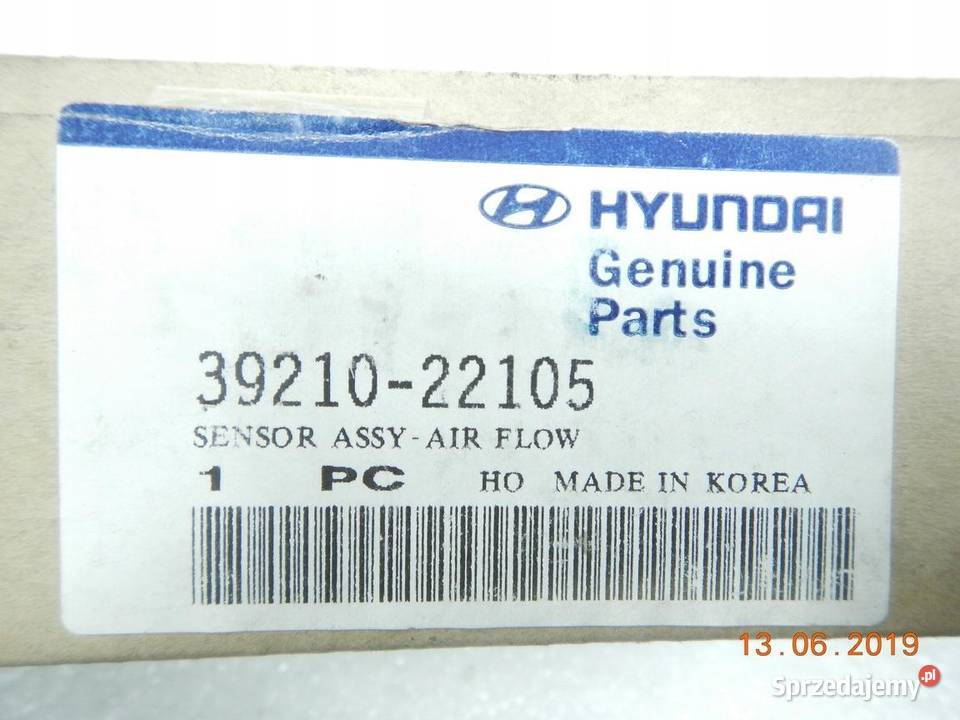 HYUNDAI
Genuine
Parts
39210-22105
SENSOR ASSY-AIR FLOW
1 PC HO MADE IN KOREA
13.06.2019
Sprzedajemy.pl